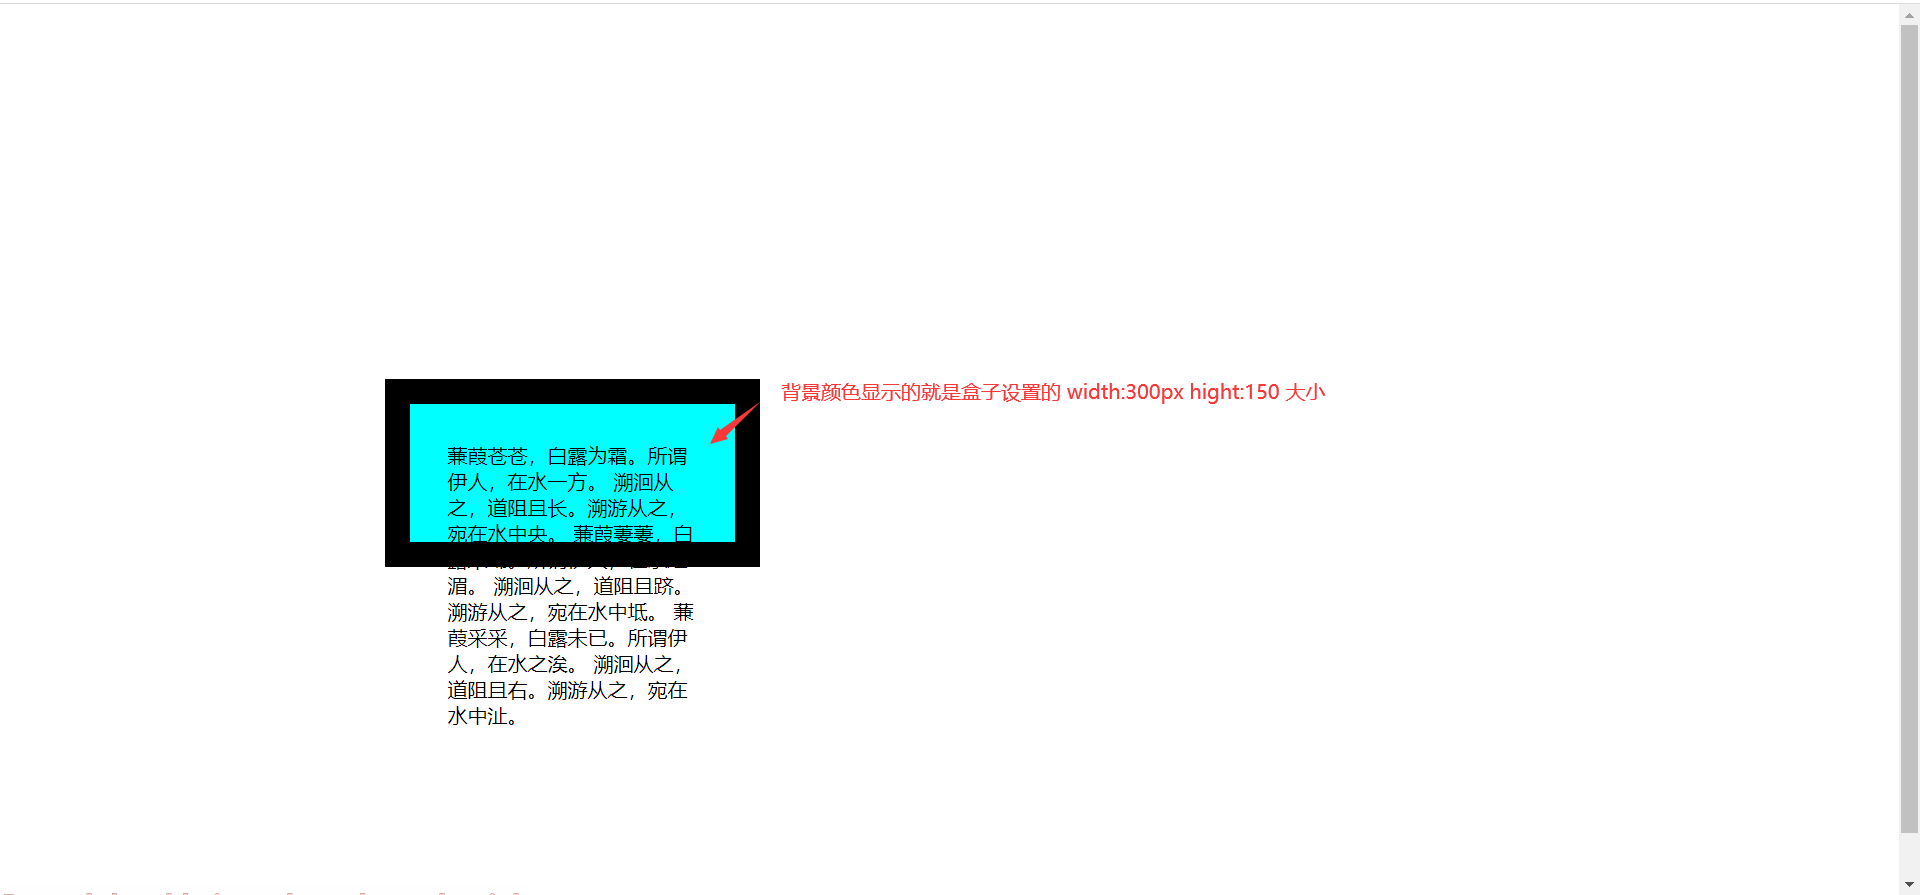 背景颜色显示的就是盒子设置的 width:300px hight:150 大小
蒹葭苍苍，白露为霜。所谓
伊人，在水一方。 溯洄从
之，道阻且长。溯游从之，
宛在水中央。 蒹葭萋萋，白
湄。 溯洄从之，道阻且跻。
溯游从之，宛在水中坻。 蒹
葭采采，白露未已。所谓伊
人，在水之涘。 溯洄从之，
道阻且右。溯游从之，宛在
水中沚。